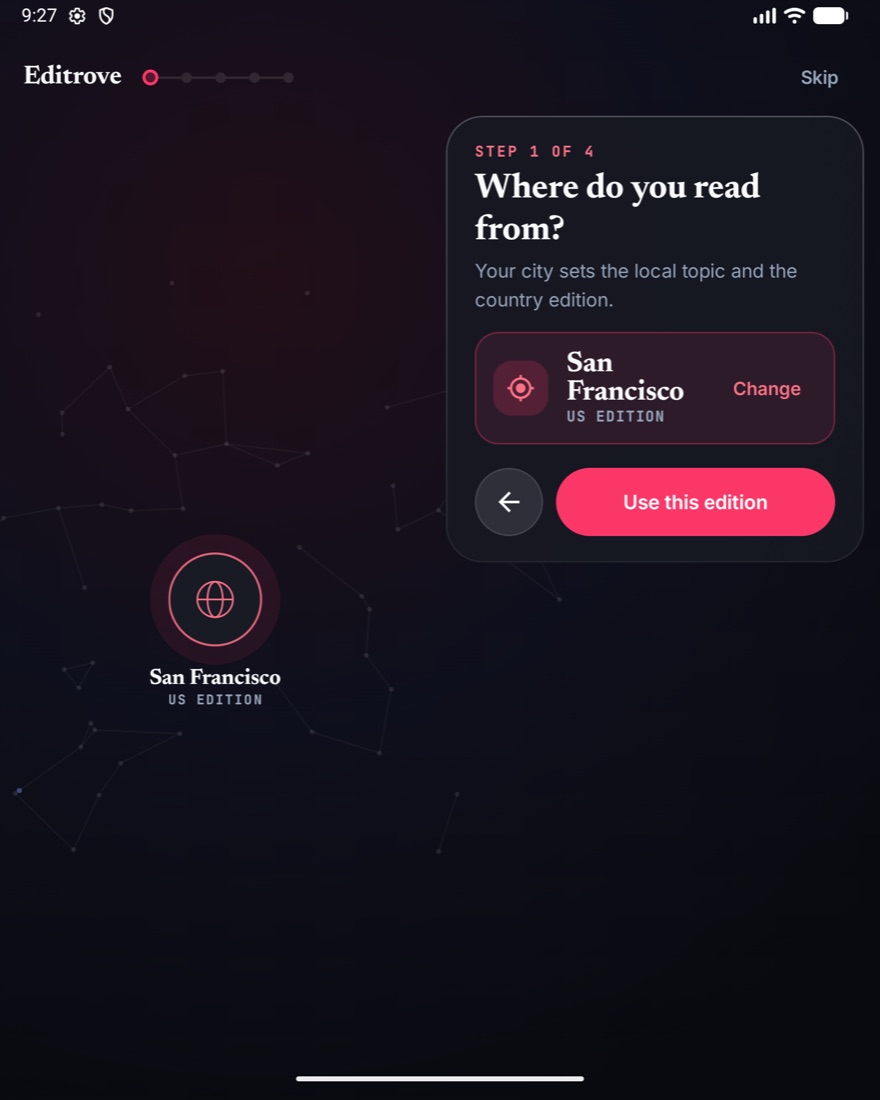 9:27
Editrove
Skip
STEP 1 OF 4
Where do you read
from?
Your city sets the local topic and the
country edition.
San
Francisco
US EDITION
Change
Use this edition
San Francisco
US EDITION